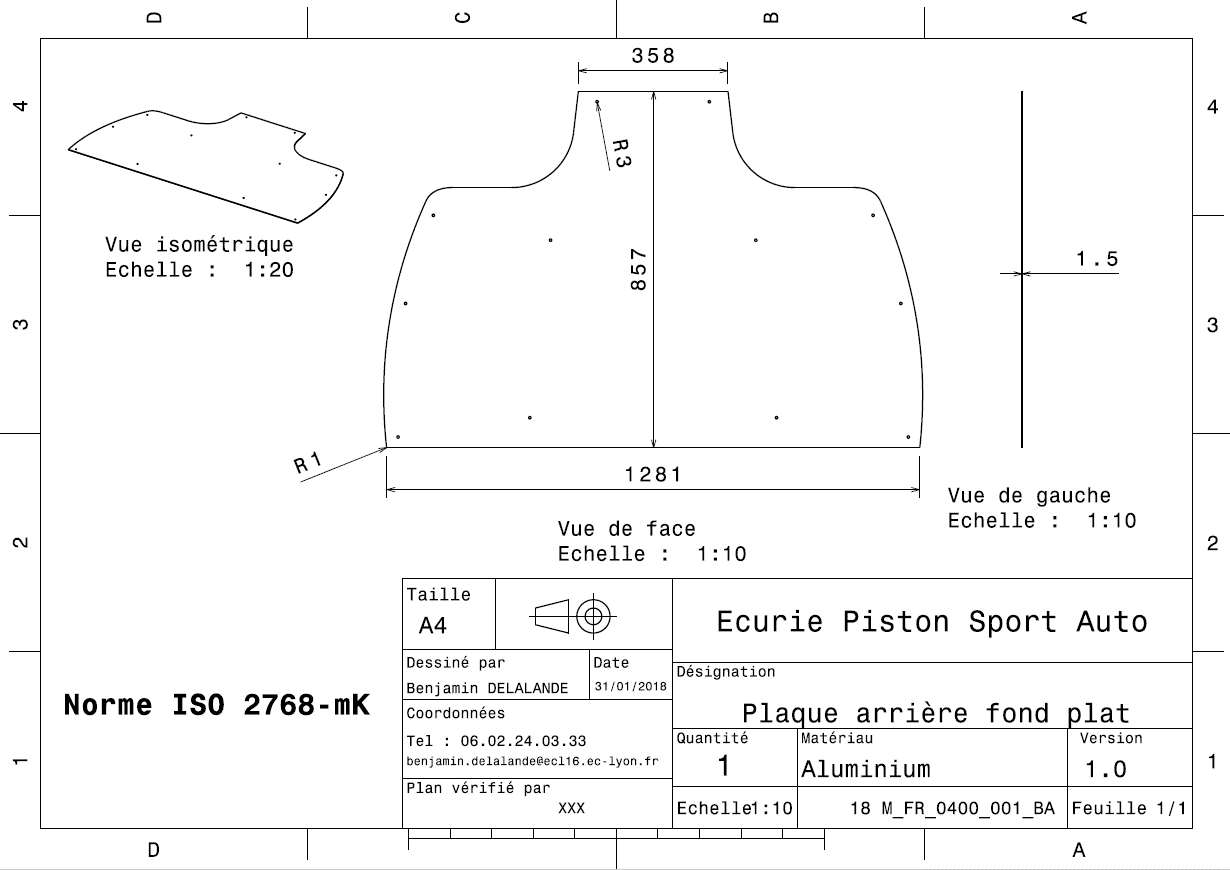 D C B A
4 4
358
R3
Vue isométrique
Echelle : 1:20
857
1.5
3 3
R1
1281
Vue de gauche
Echelle : 1:10
Vue de face
Echelle : 1:10
2 2
Taille
A4
Ecurie Piston Sport Auto
Dessiné par
Benjamin DELALANDE
Date
31/01/2018
Désignation
Plaque arrière fond plat
Norme ISO 2768-mK
Coordonnées
Tel : 06.02.24.03.33
benjamin.delalande@ecl16.ec-lyon.fr
Quantité
1
Matériau
Aluminium
Version
1.0
1 1
Plan vérifié par
XXX
Echelle1:10
18 M_FR_0400_001_BA
Feuille 1/1
D A